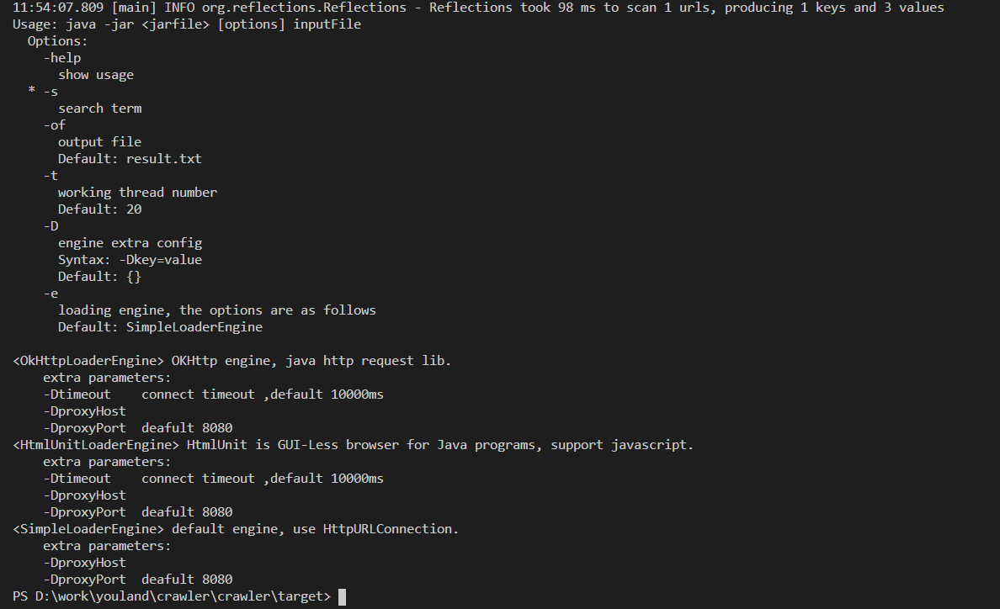 11:54:07.809 [main] INFO org.reflections.Reflections - Reflections took 98 ms to scan 1 urls, producing 1 keys and 3 values
Usage: java -jar <jarfile> [options] inputFile
  Options:
    -help
      show usage
  * -s
      search term
    -of
      output file
      Default: result.txt
    -t
      working thread number
      Default: 20
    -D
      engine extra config
      Syntax: -Dkey=value
      Default: {}
    -e
      loading engine, the options are as follows
      Default: SimpleLoaderEngine

<OkHttpLoaderEngine> OKHttp engine, java http request lib.
    extra parameters:
    -Dtimeout    connect timeout ,default 10000ms
    -DproxyHost
    -DproxyPort  deafult 8080
<HtmlUnitLoaderEngine> HtmlUnit is GUI-Less browser for Java programs, support javascript.
    extra parameters:
    -Dtimeout    connect timeout ,default 10000ms
    -DproxyHost
    -DproxyPort  deafult 8080
<SimpleLoaderEngine> default engine, use HttpURLConnection.
    extra parameters:
    -DproxyHost
    -DproxyPort  deafult 8080
PS D:\work\youland\crawler\crawler\target>